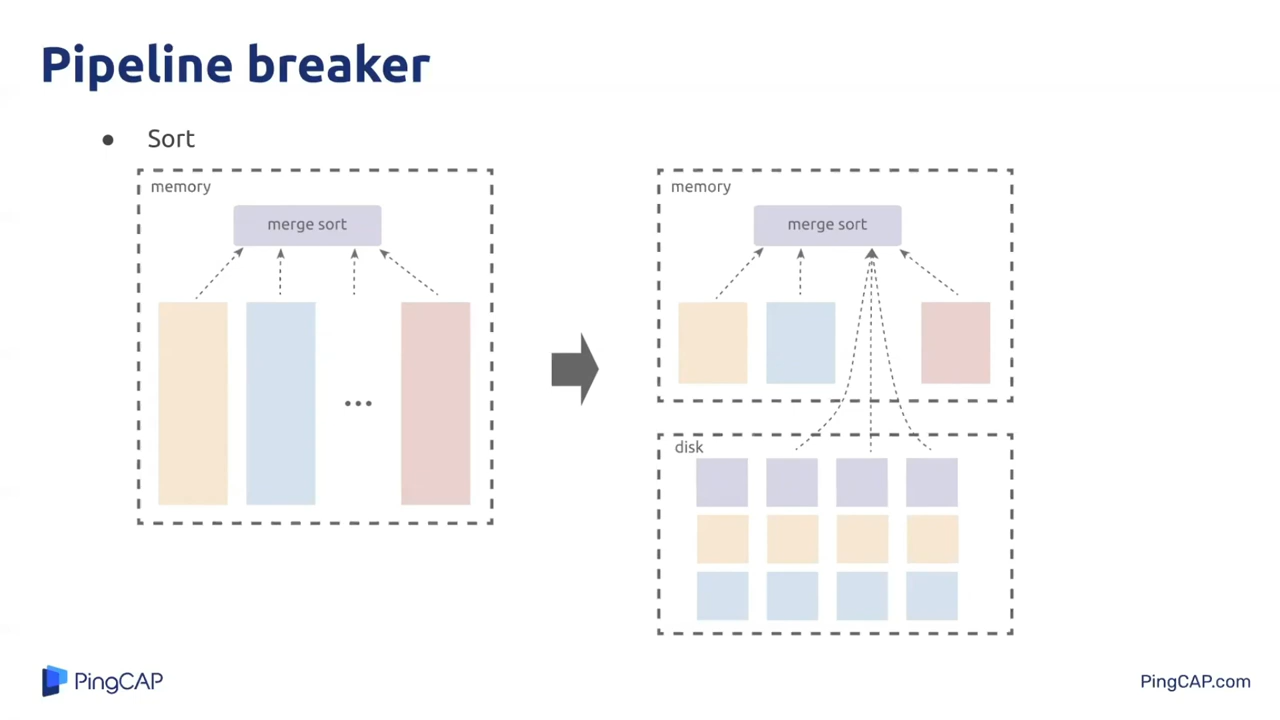 Pipeline breaker
● Sort
memory
merge sort
...
memory
merge sort
disk
PingCAP
PingCAP.com